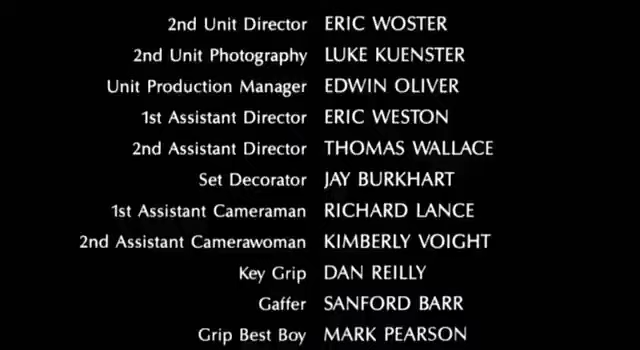 2nd Unit Director ERIC WOSTER
2nd Unit Photography LUKE KUENSTER
Unit Production Manager EDWIN OLIVER
1st Assistant Director ERIC WESTON
2nd Assistant Director THOMAS WALLACE
Set Decorator JAY BURKHART
1st Assistant Cameraman RICHARD LANCE
2nd Assistant Camerawoman KIMBERLY VOIGHT
Key Grip DAN REILLY
Gaffer SANFORD BARR
Grip Best Boy MARK PEARSON